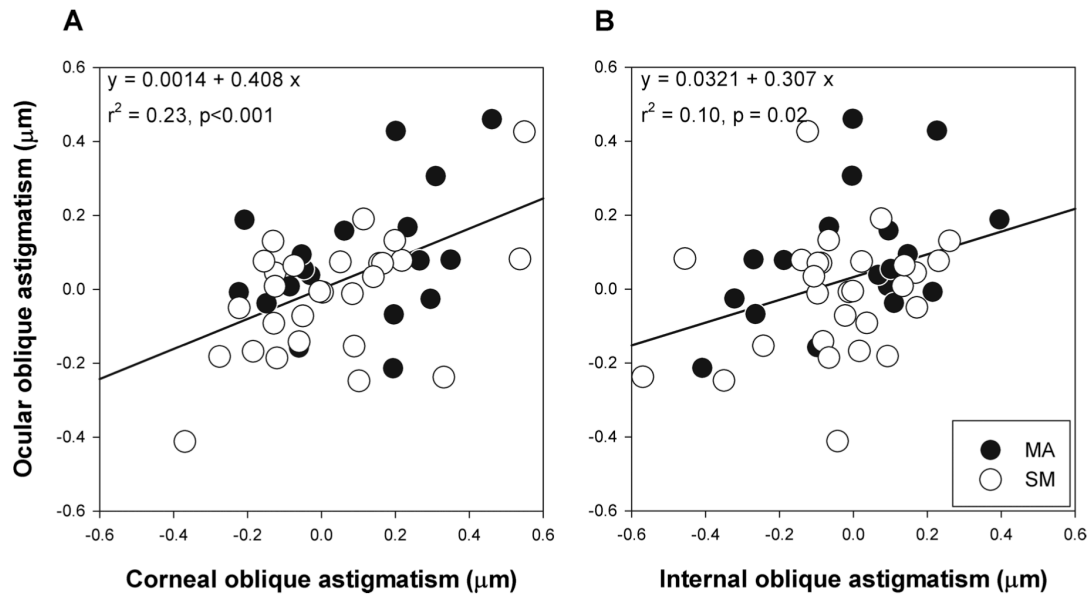 A
B
y = 0.0014 + 0.408 x
r² = 0.23, p<0.001
y = 0.0321 + 0.307 x
r² = 0.10, p = 0.02
0.6
0.4
0.2
0.0
-0.2
-0.4
-0.6
0.6
0.4
0.2
0.0
-0.2
-0.4
-0.6
Ocular oblique astigmatism (μm)
MA
SM
-0.6
-0.4
-0.2
0.0
0.2
0.4
0.6
-0.6
-0.4
-0.2
0.0
0.2
0.4
0.6
Corneal oblique astigmatism (μm)
Internal oblique astigmatism (μm)